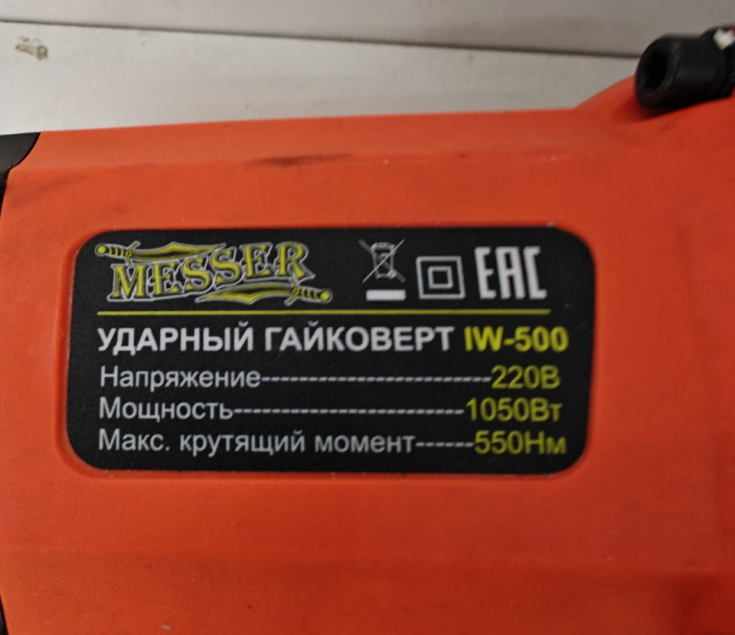 MESSER
EAC
УДАРНЫЙ ГАЙКОВЕРТ IW-500
Напряжение------------------------220В
Мощность------------------------1050Вт
Макс. крутящий момент------550Нм